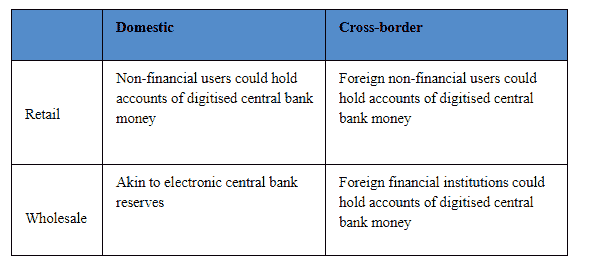 Domestic
Cross-border
Retail
Non-financial users could hold
accounts of digitised central bank
money
Foreign non-financial users could
hold accounts of digitised central
bank money
Wholesale
Akin to electronic central bank
reserves
Foreign financial institutions could
hold accounts of digitised central
bank money